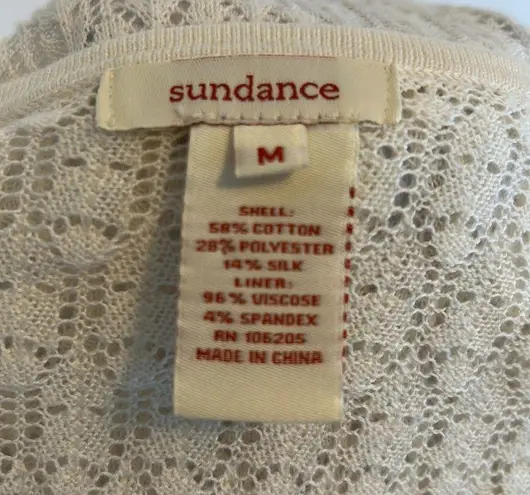 sundance
M
SHELL:
58% COTTON
28% POLYESTER
14% SILK
LINER:
96% VISCOSE
4% SPANDEX
RN 106205
MADE IN CHINA